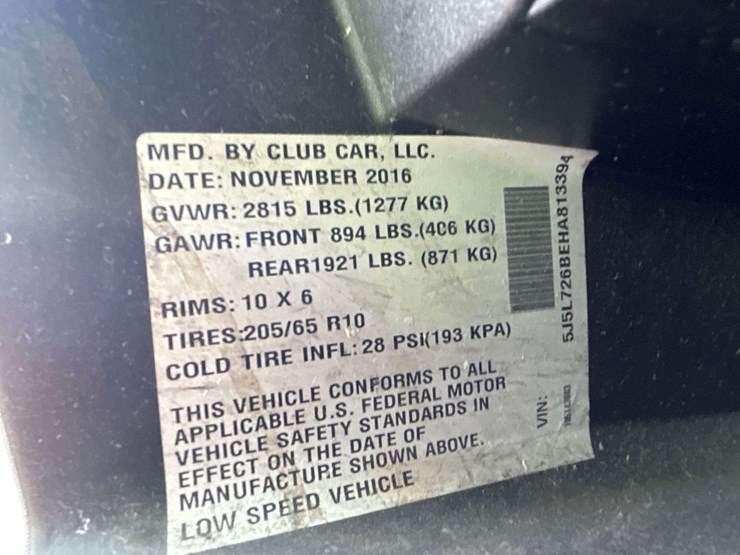 MFD. BY CLUB CAR, LLC.
DATE: NOVEMBER 2016
GVWR: 2815 LBS.(1277 KG)
GAWR: FRONT 894 LBS.(406 KG)
REAR1921 LBS. (871 KG)
RIMS: 10 X 6
TIRES:205/65 R10
COLD TIRE INFL: 28 PSI(193 KPA)
THIS VEHICLE CONFORMS TO ALL
APPLICABLE U.S. FEDERAL MOTOR
VEHICLE SAFETY STANDARDS IN
EFFECT ON THE DATE OF
MANUFACTURE SHOWN ABOVE.
LOW SPEED VEHICLE
VIN: 5J5L726BEHA813394